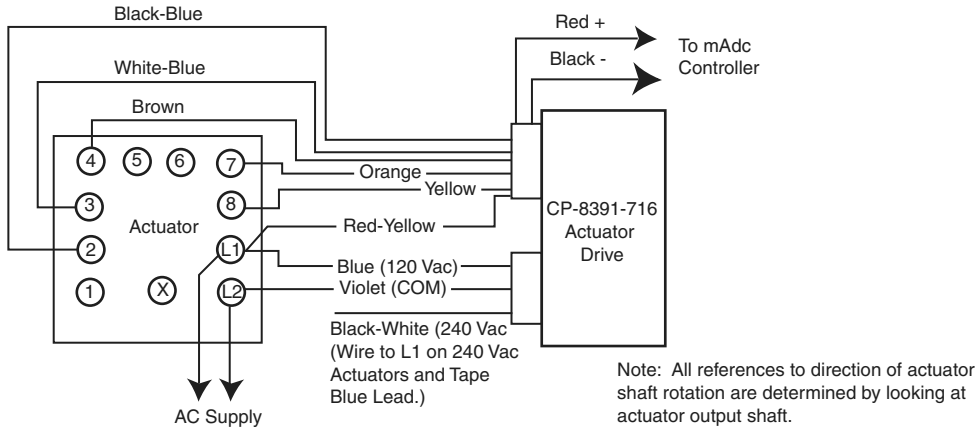 Black-Blue
Red +
To mAdc
Controller
White-Blue
Black -
Brown
4
5
6
7
Orange
3
8
Yellow
Actuator
CP-8391-716
Actuator
Drive
Red-Yellow
2
L1
Blue (120 Vac)
1
X
L2
Violet (COM)
Black-White (240 Vac
(Wire to L1 on 240 Vac
Actuators and Tape
Blue Lead.)
AC Supply
Note: All references to direction of actuator
shaft rotation are determined by looking at
actuator output shaft.